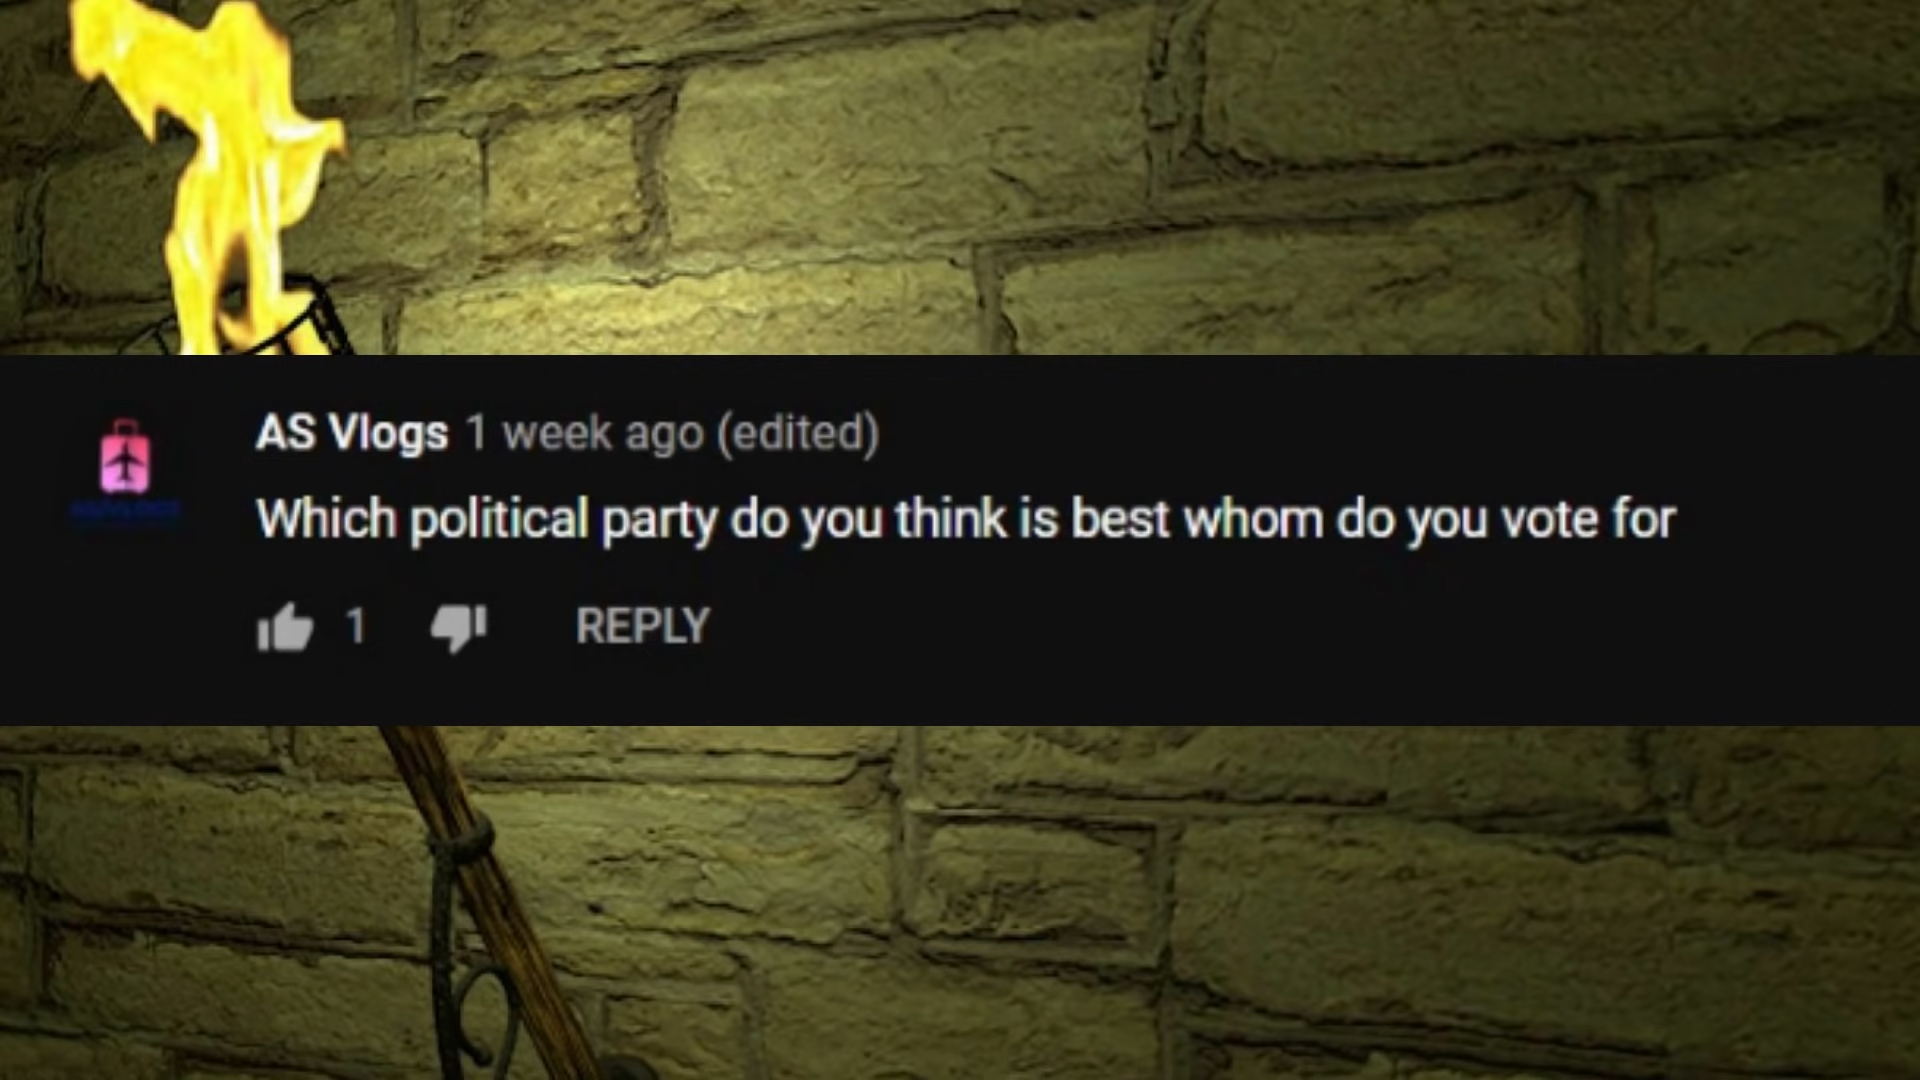 AS Vlogs 1 week ago (edited)
Which political party do you think is best whom do you vote for
1 REPLY